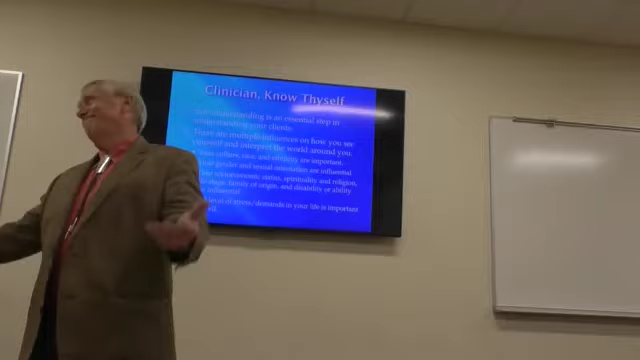 Clinician, Know Thyself
understanding is an essential step in
understanding your clients.
There are multiple influences on how you see
yourself and interpret the world around you.
culture, race, and ethnicity are important.
gender and sexual orientation are influential
socioeconomic status, spirituality and religion,
family of origin, and disability or ability
influential
level of stress/demands in your life is important